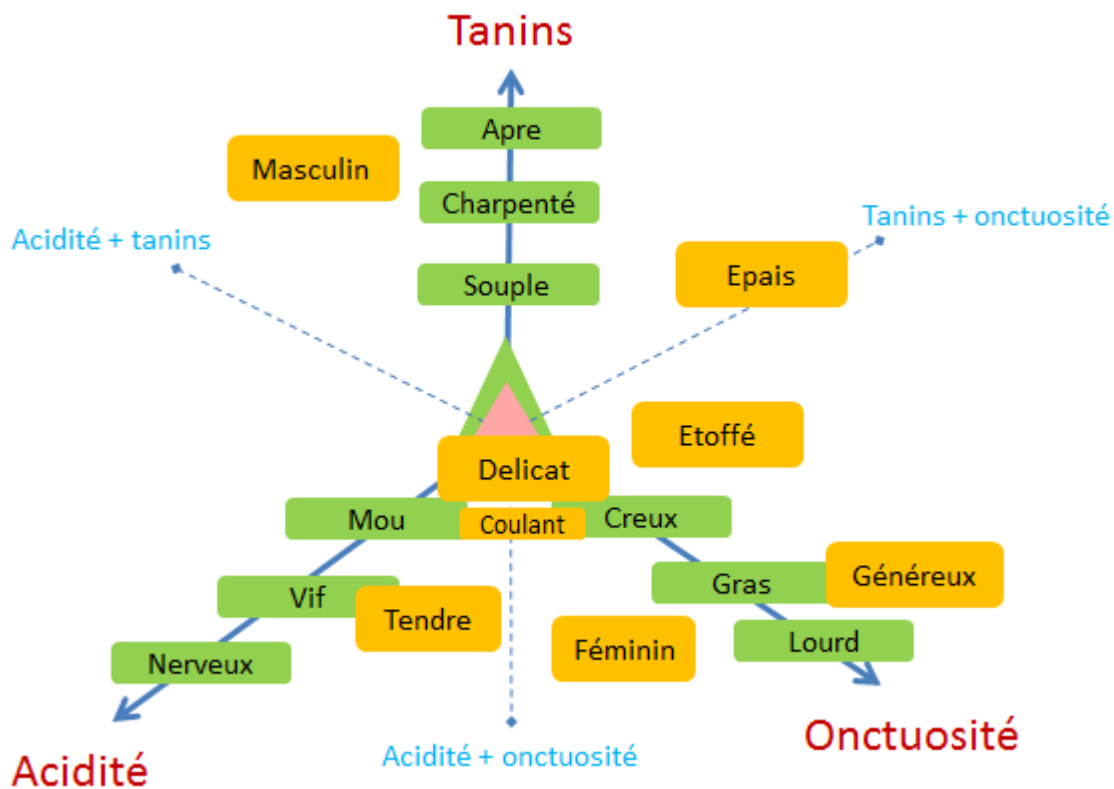 Tanins
Apre
Masculin
Charpenté
Acidité + tanins
Tanins + onctuosité
Souple
Epais
Etoffé
Delicat
Mou
Coulant
Creux
Vif
Gras
Généreux
Tendre
Féminin
Lourd
Nerveux
Onctuosité
Acidité + onctuosité
Acidité